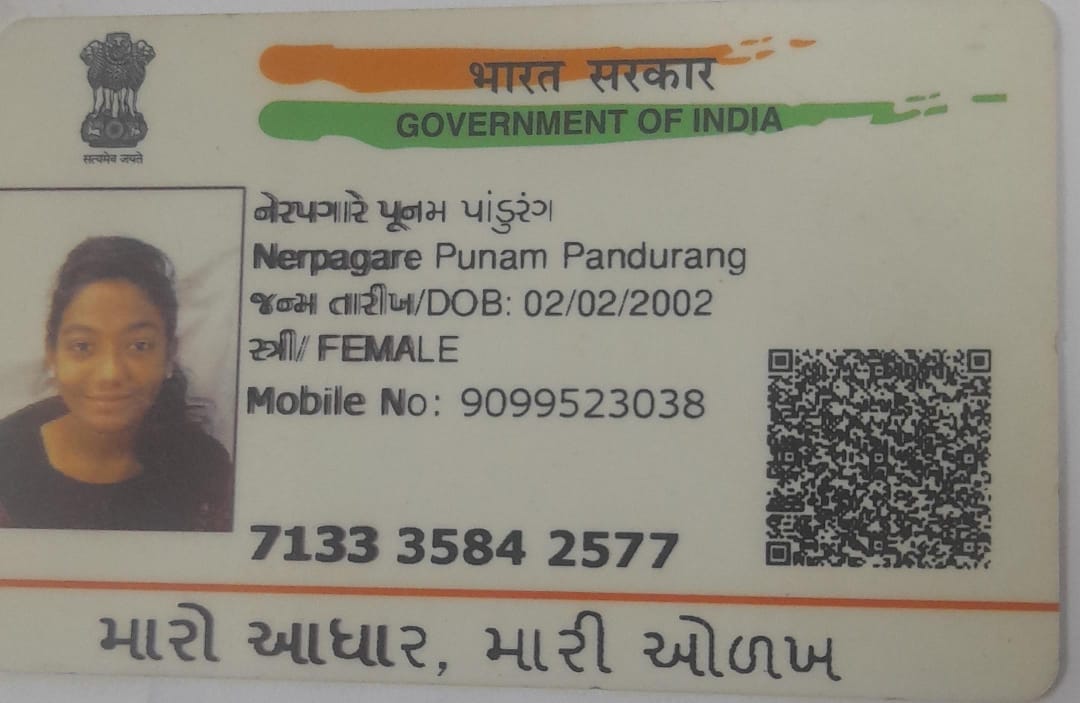 भारत सरकार
GOVERNMENT OF INDIA
सत्यमेव जयते
નેરપગારે પૂનમ પાંડુરંગ
Nerpagare Punam Pandurang
જન્મ તારીખ/DOB: 02/02/2002
સ્ત્રી/ FEMALE
Mobile No: 9099523038
7133 3584 2577
મારો આધાર, મારી ઓળખ